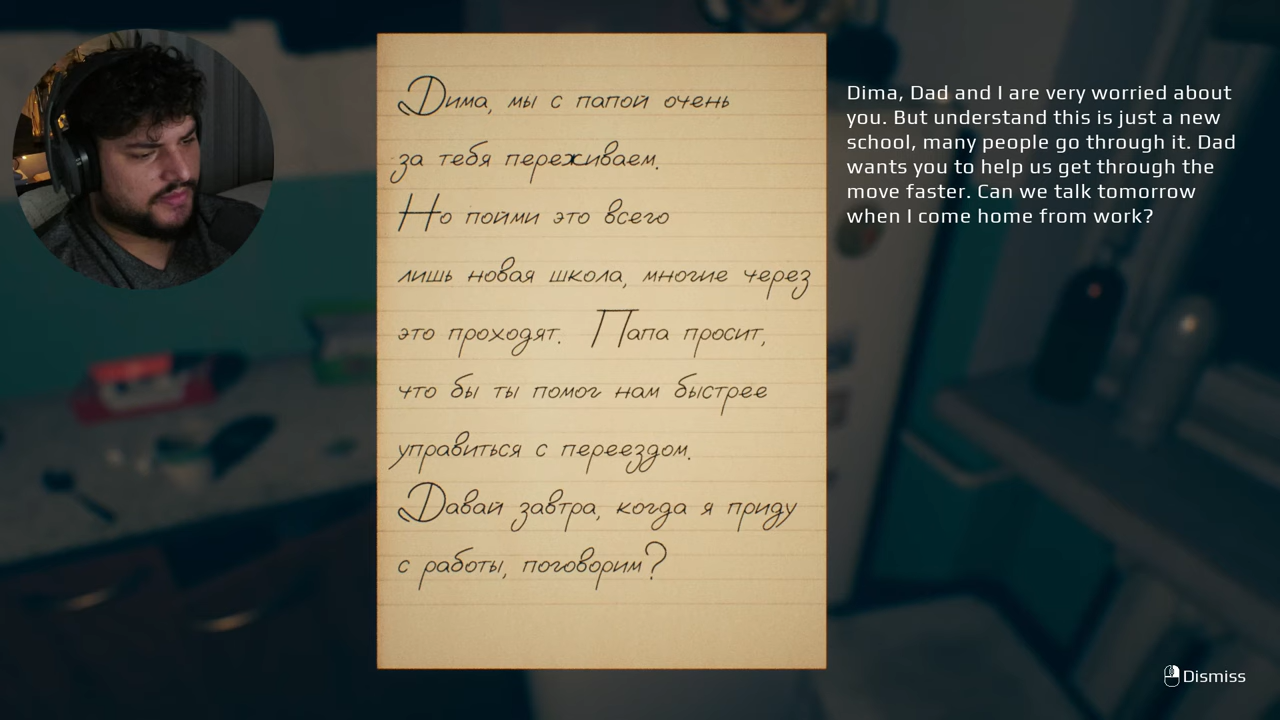 Дима, мы с папой очень
за тебя переживаем.
Но пойми это всего
лишь новая школа, многие через
это проходят. Папа просит,
что бы ты помог нам быстрее
управиться с переездом.
Давай завтра, когда я приду
с работы, поговорим?
Dima, Dad and I are very worried about
you. But understand this is just a new
school, many people go through it. Dad
wants you to help us get through the
move faster. Can we talk tomorrow
when I come home from work?
Dismiss